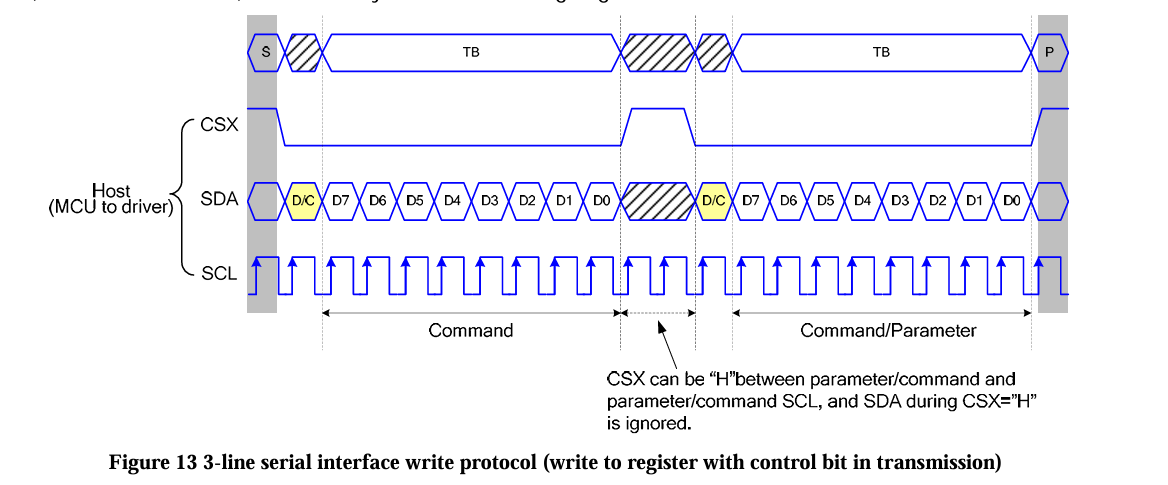 S TB TB P
CSX
Host
(MCU to driver)
SDA D/C D7 D6 D5 D4 D3 D2 D1 D0 D/C D7 D6 D5 D4 D3 D2 D1 D0
SCL
Command Command/Parameter
CSX can be “H”between parameter/command and
parameter/command SCL, and SDA during CSX=”H”
is ignored.
Figure 13 3-line serial interface write protocol (write to register with control bit in transmission)